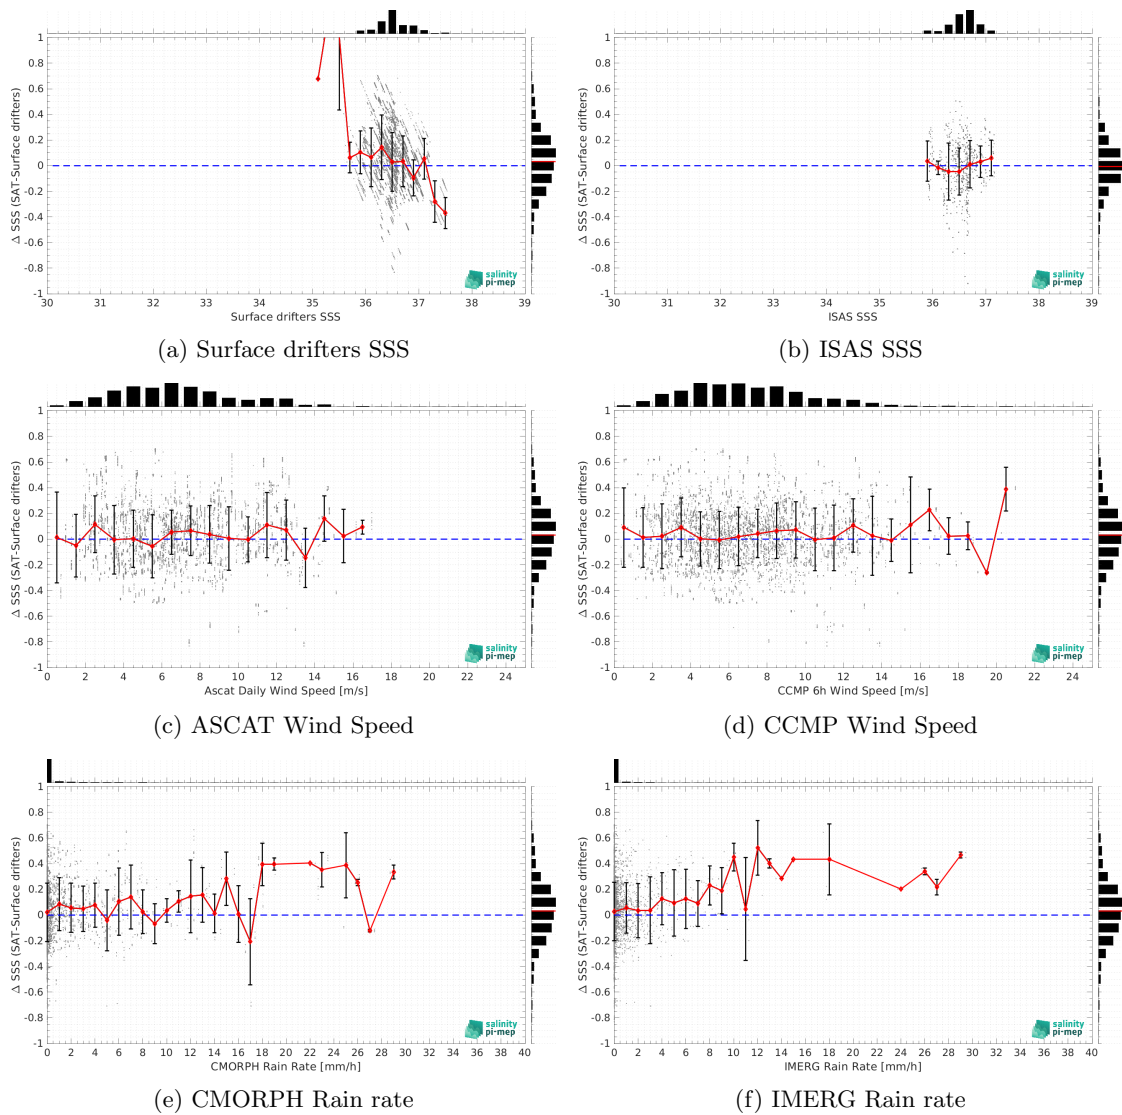 1
0.8
0.6
0.4
0.2
0
-0.2
-0.4
-0.6
-0.8
-1
Δ SSS (SAT-Surface drifters)
30 31 32 33 34 35 36 37 38 39
Surface drifters SSS
salinity
pi-mep
(a) Surface drifters SSS
1
0.8
0.6
0.4
0.2
0
-0.2
-0.4
-0.6
-0.8
-1
Δ SSS (SAT-Surface drifters)
30 31 32 33 34 35 36 37 38 39
ISAS SSS
salinity
pi-mep
(b) ISAS SSS
1
0.8
0.6
0.4
0.2
0
-0.2
-0.4
-0.6
-0.8
-1
Δ SSS (SAT-Surface drifters)
0 2 4 6 8 10 12 14 16 18 20 22 24
Ascat Daily Wind Speed [m/s]
salinity
pi-mep
(c) ASCAT Wind Speed
1
0.8
0.6
0.4
0.2
0
-0.2
-0.4
-0.6
-0.8
-1
Δ SSS (SAT-Surface drifters)
0 2 4 6 8 10 12 14 16 18 20 22 24
CCMP 6h Wind Speed [m/s]
salinity
pi-mep
(d) CCMP Wind Speed
1
0.8
0.6
0.4
0.2
0
-0.2
-0.4
-0.6
-0.8
-1
Δ SSS (SAT-Surface drifters)
0 2 4 6 8 10 12 14 16 18 20 22 24 26 28 30 32 34 36 38 40
CMORPH Rain Rate [mm/h]
salinity
pi-mep
(e) CMORPH Rain rate
1
0.8
0.6
0.4
0.2
0
-0.2
-0.4
-0.6
-0.8
-1
Δ SSS (SAT-Surface drifters)
0 2 4 6 8 10 12 14 16 18 20 22 24 26 28 30 32 34 36 38 40
IMERG Rain Rate [mm/h]
salinity
pi-mep
(f) IMERG Rain rate